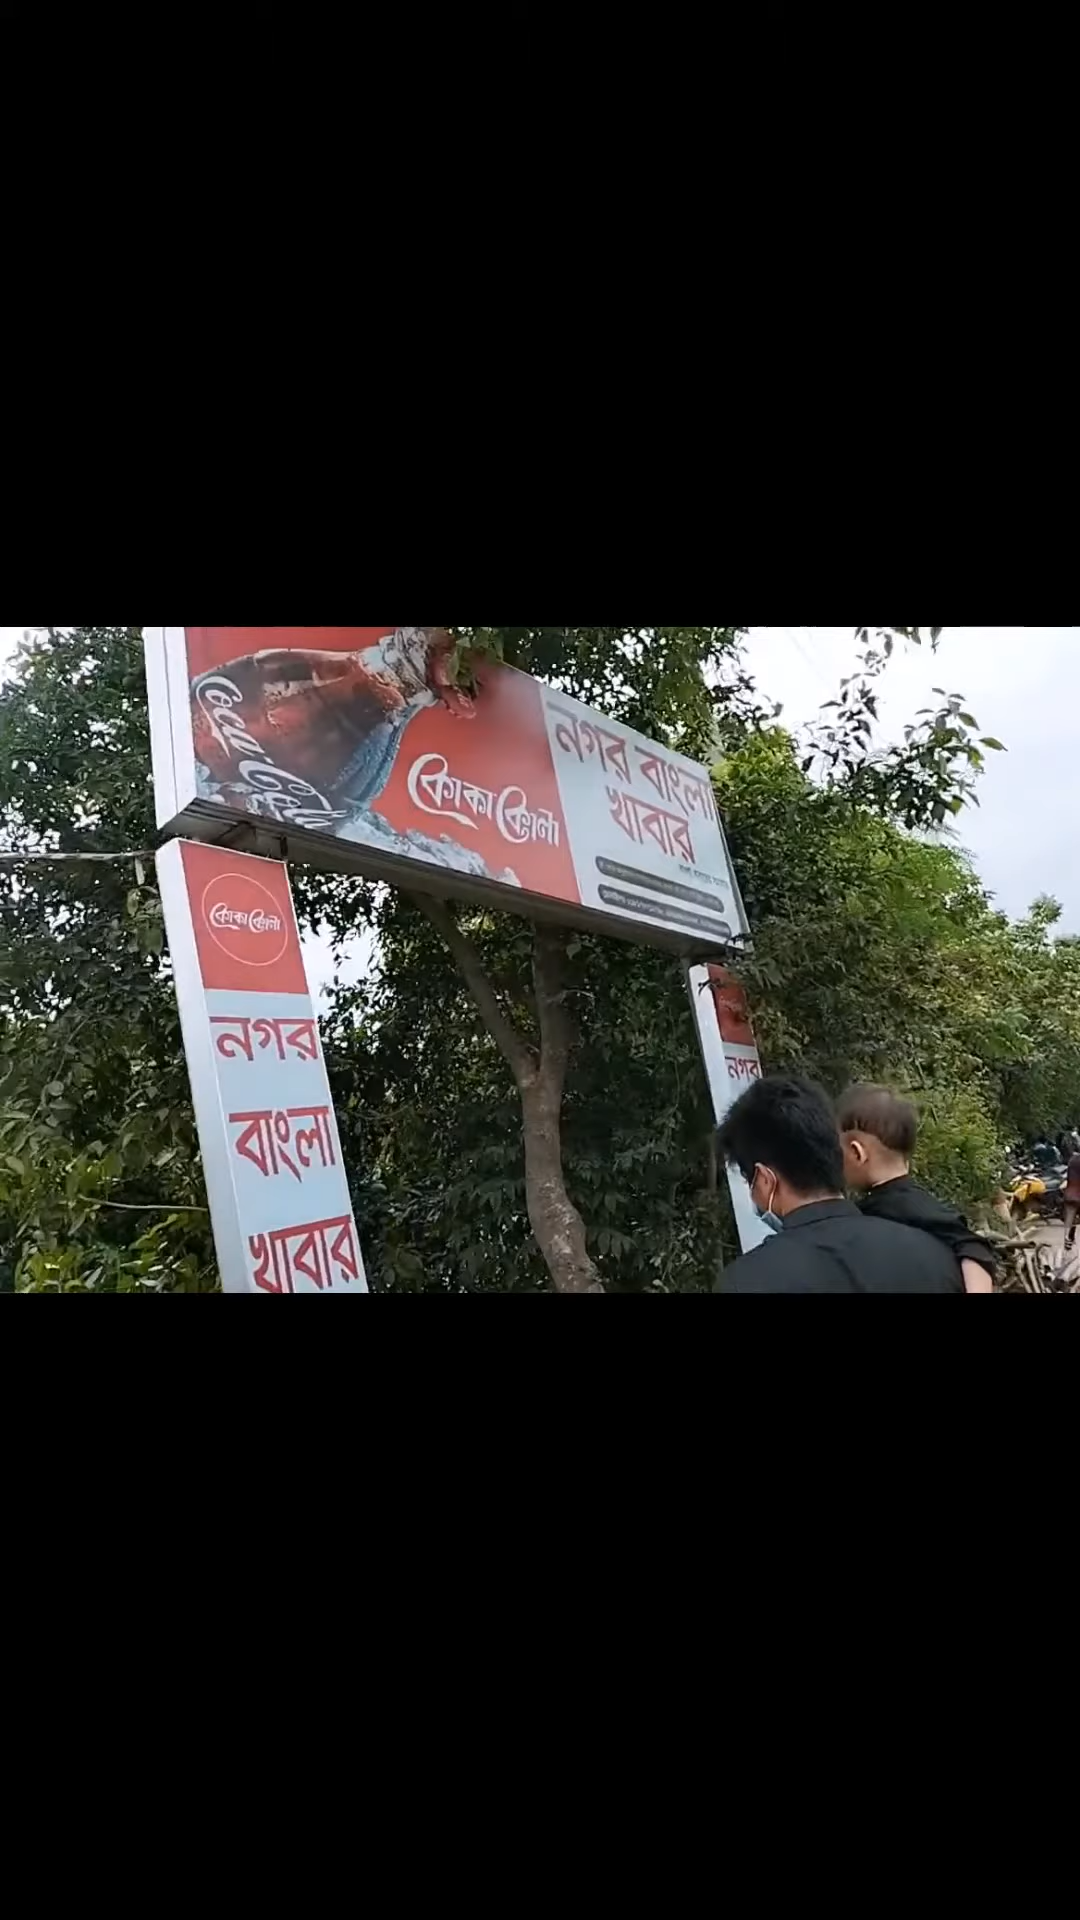 Coca-Cola
কোকা কোলা
নগর বাংলা
খাবার
কোকা কোলা
নগর
বাংলা
খাবার
নগর